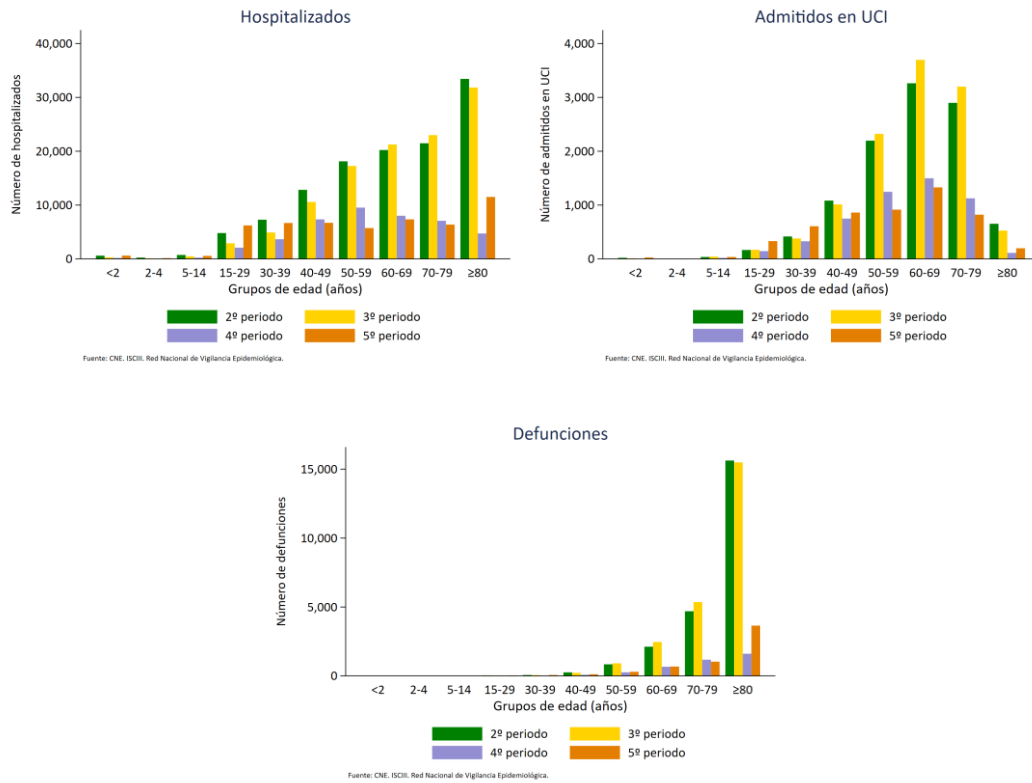 Hospitalizados
Número de hospitalizados
40,000
30,000
20,000
10,000
0
<2 2-4 5-14 15-29 30-39 40-49 50-59 60-69 70-79 ≥80
Grupos de edad (años)
2º periodo 3º periodo
4º periodo 5º periodo
Fuente: CNE. ISCIII. Red Nacional de Vigilancia Epidemiológica.
Admitidos en UCI
Número de admitidos en UCI
4,000
3,000
2,000
1,000
0
<2 2-4 5-14 15-29 30-39 40-49 50-59 60-69 70-79 ≥80
Grupos de edad (años)
2º periodo 3º periodo
4º periodo 5º periodo
Fuente: CNE. ISCIII. Red Nacional de Vigilancia Epidemiológica.
Defunciones
Número de defunciones
15,000
10,000
5,000
0
<2 2-4 5-14 15-29 30-39 40-49 50-59 60-69 70-79 ≥80
Grupos de edad (años)
2º periodo 3º periodo
4º periodo 5º periodo
Fuente: CNE. ISCIII. Red Nacional de Vigilancia Epidemiológica.